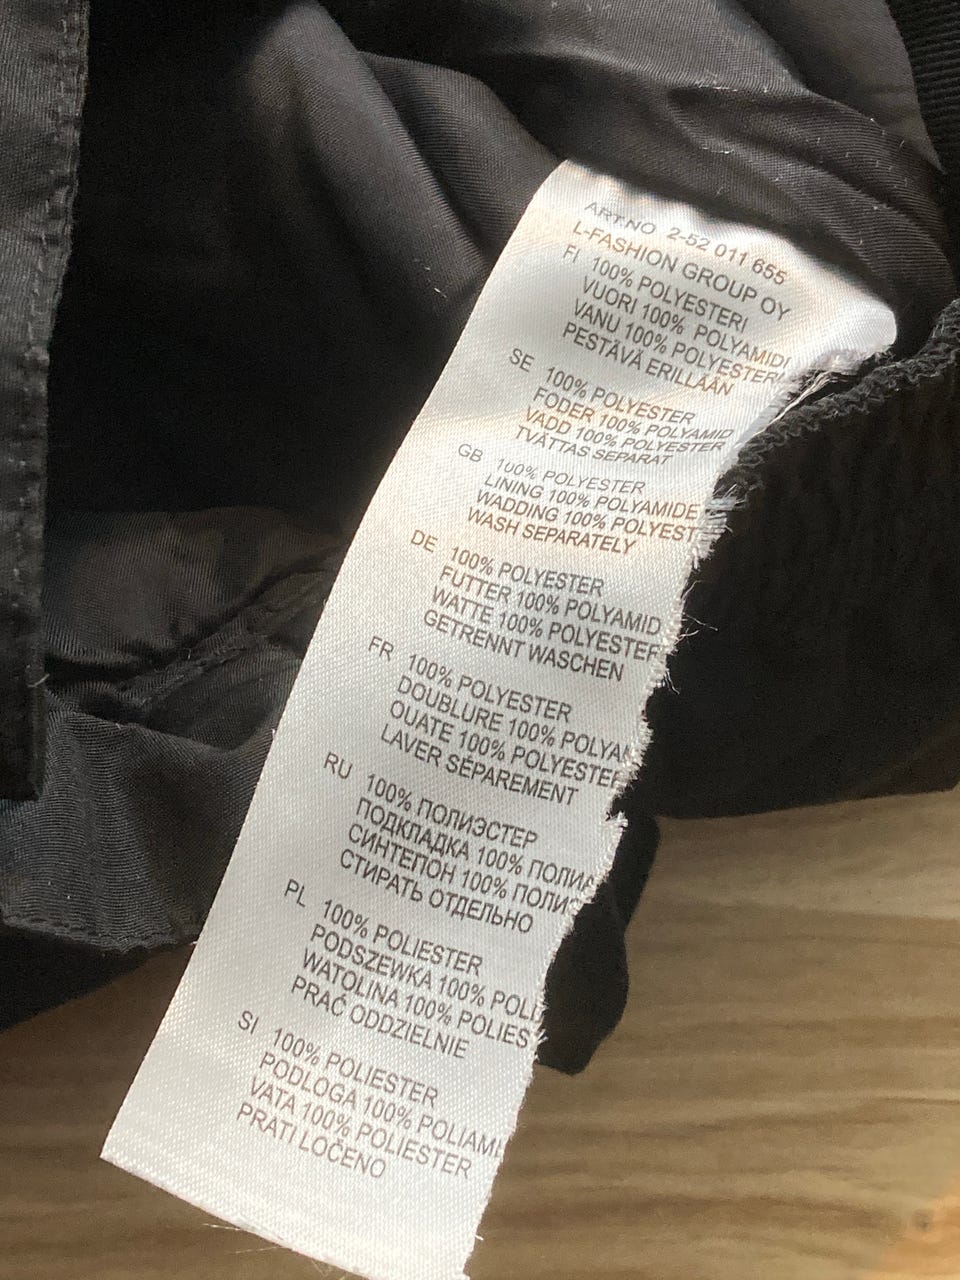 ART.NO 2-52 011 655
L-FASHION GROUP OY
FI 100% POLYESTERI
VUORI 100% POLYAMIDI
VANU 100% POLYESTERI
PESTÄVÄ ERILLÄÄN
SE 100% POLYESTER
FODER 100% POLYAMID
VADD 100% POLYESTER
TVÄTTAS SEPARAT
GB 100% POLYESTER
LINING 100% POLYAMIDE
WADDING 100% POLYEST
WASH SEPARATELY
DE 100% POLYESTER
FUTTER 100% POLYAMID
WATTE 100% POLYESTER
GETRENNT WASCHEN
FR 100% POLYESTER
DOUBLURE 100% POLYAM
OUATE 100% POLYESTER
LAVER SÉPAREMENT
RU 100% ПОЛИЭСТЕР
ПОДКЛАДКА 100% ПОЛИА
СИНТЕПОН 100% ПОЛИЭ
СТИРАТЬ ОТДЕЛЬНО
PL 100% POLIESTER
PODSZEWKA 100% POLI
WATOLINA 100% POLIES
PRAĆ ODDZIELNIE
SI 100% POLIESTER
PODLOGA 100% POLIAMI
VATA 100% POLIESTER
PRATI LOČENO